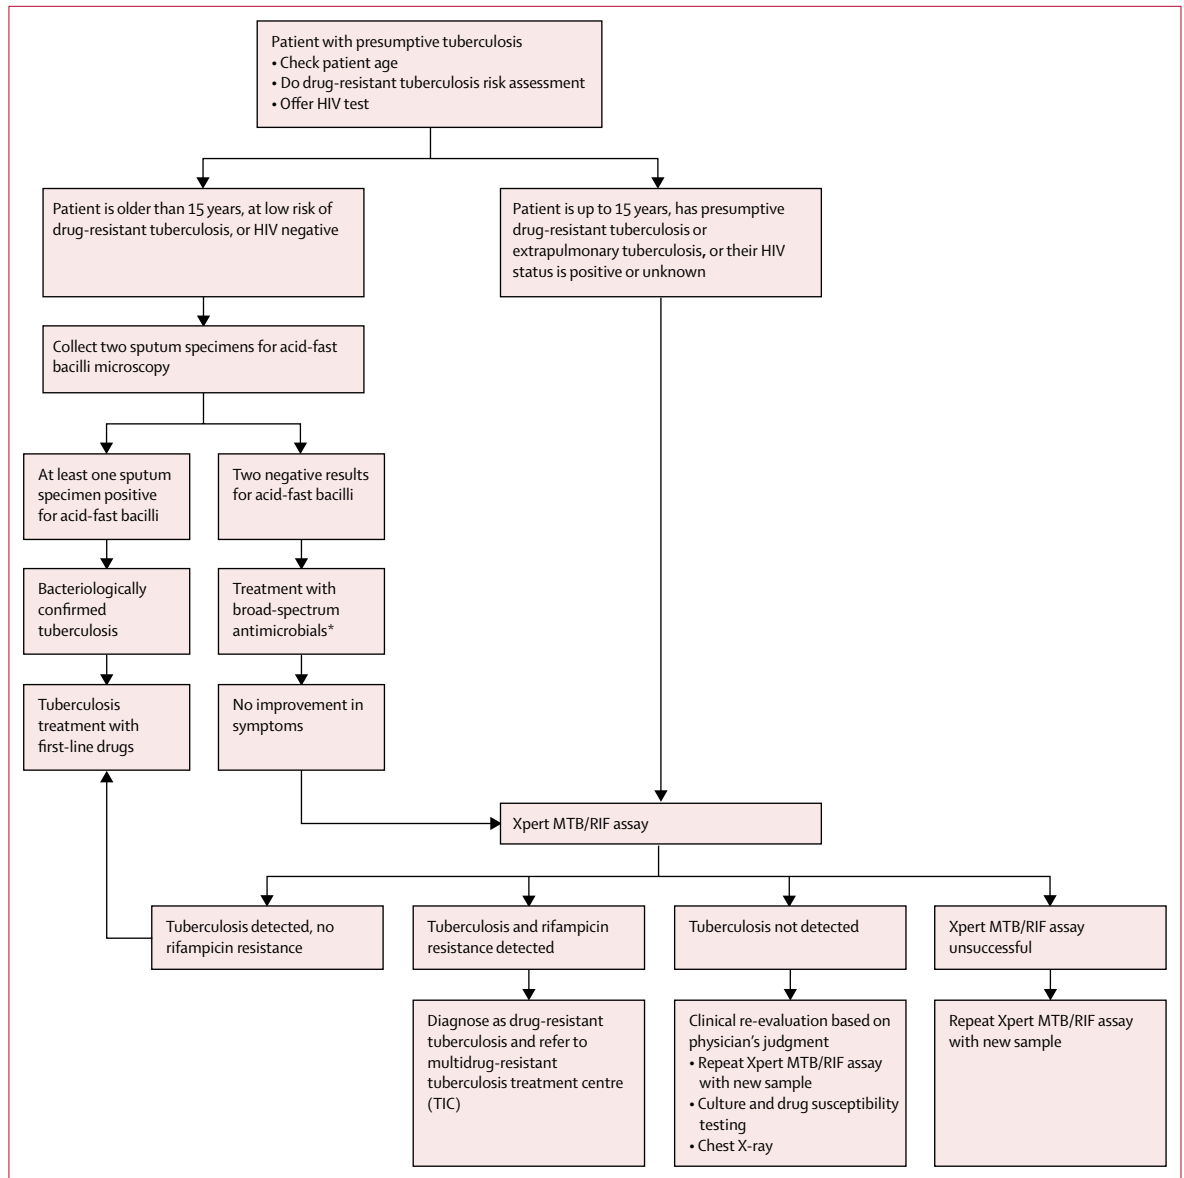 Patient with presumptive tuberculosis
• Check patient age
• Do drug-resistant tuberculosis risk assessment
• Offer HIV test
Patient is older than 15 years, at low risk of
drug-resistant tuberculosis, or HIV negative
Patient is up to 15 years, has presumptive
drug-resistant tuberculosis or
extrapulmonary tuberculosis, or their HIV
status is positive or unknown
Collect two sputum specimens for acid-fast
bacilli microscopy
At least one sputum
specimen positive
for acid-fast bacilli
Two negative results
for acid-fast bacilli
Bacteriologically
confirmed
tuberculosis
Treatment with
broad-spectrum
antimicrobials*
Tuberculosis
treatment with
first-line drugs
No improvement in
symptoms
Xpert MTB/RIF assay
Tuberculosis detected, no
rifampicin resistance
Tuberculosis and rifampicin
resistance detected
Tuberculosis not detected
Xpert MTB/RIF assay
unsuccessful
Diagnose as drug-resistant
tuberculosis and refer to
multidrug-resistant
tuberculosis treatment centre
(TIC)
Clinical re-evaluation based on
physician's judgment
• Repeat Xpert MTB/RIF assay
with new sample
• Culture and drug susceptibility
testing
• Chest X-ray
Repeat Xpert MTB/RIF assay
with new sample